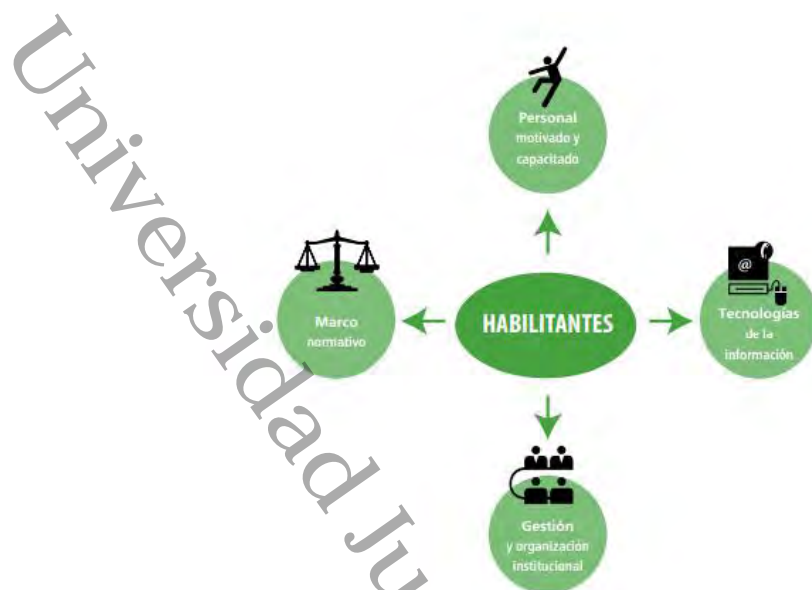 Universidad Ju
Personal
motivado y
capacitado
Marco
normativo
HABILITANTES
@
Tecnologías
de la
información
Gestión
y organización
institucional